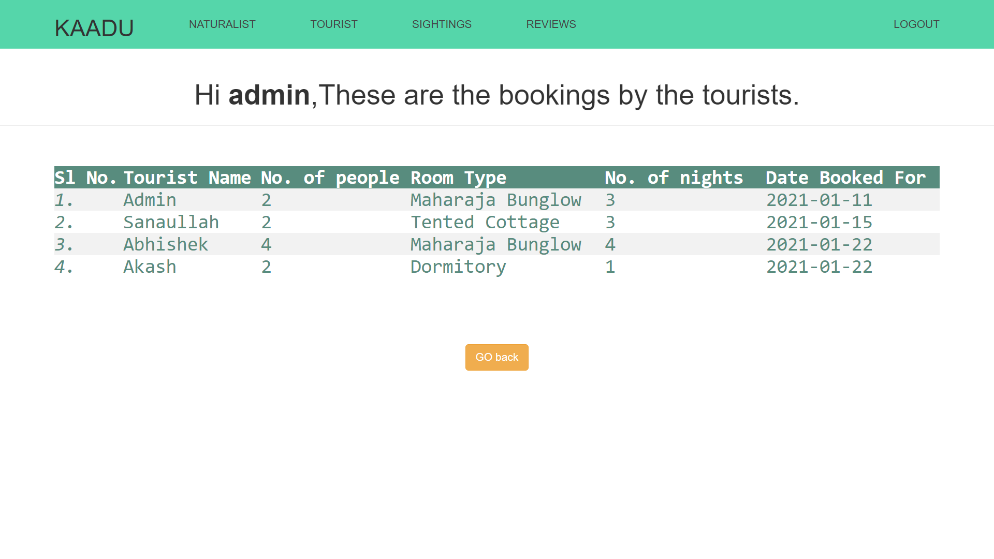 KAADU NATURALIST TOURIST SIGHTINGS REVIEWS LOGOUT
Hi admin,These are the bookings by the tourists.
Sl No. Tourist Name No. of people Room Type No. of nights Date Booked For
1. Admin 2 Maharaja Bunglow 3 2021-01-11
2. Sanaullah 2 Tented Cottage 3 2021-01-15
3. Abhishek 4 Maharaja Bunglow 4 2021-01-22
4. Akash 2 Dormitory 1 2021-01-22
GO back